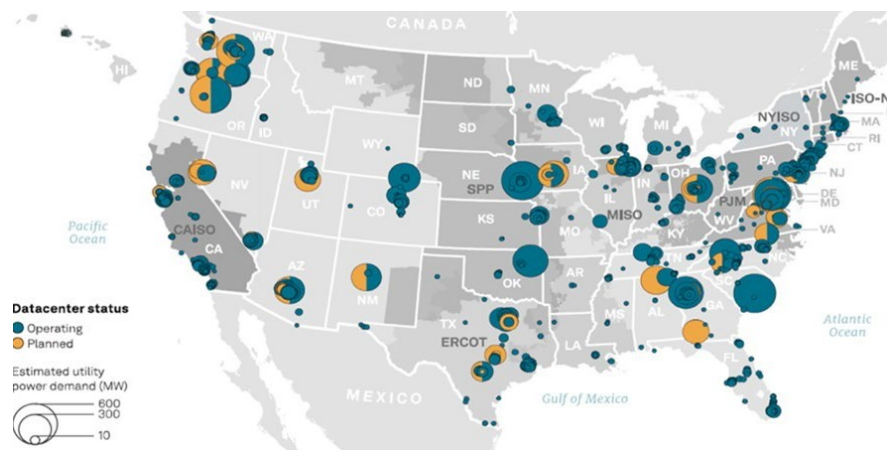 CANADA
WA
HI
MT
ND
MN
ME
OR
ID
SD
WI
MI
NYISO
ISO-N
NY
MA
RI
CT
WY
NE
SPP
IA
IL
IN
OH
PA
NJ
PJM
DE
MD
NV
UT
CO
KS
MO
MISO
KY
WV
VA
Pacific
Ocean
CAISO
CA
AZ
NM
OK
AR
TN
NC
SC
MS
AL
GA
Atlantic
Ocean
TX
ERCOT
LA
FL
Datacenter status
Operating
Planned
Estimated utility
power demand (MW)
600
300
10
MEXICO
Gulf of Mexico